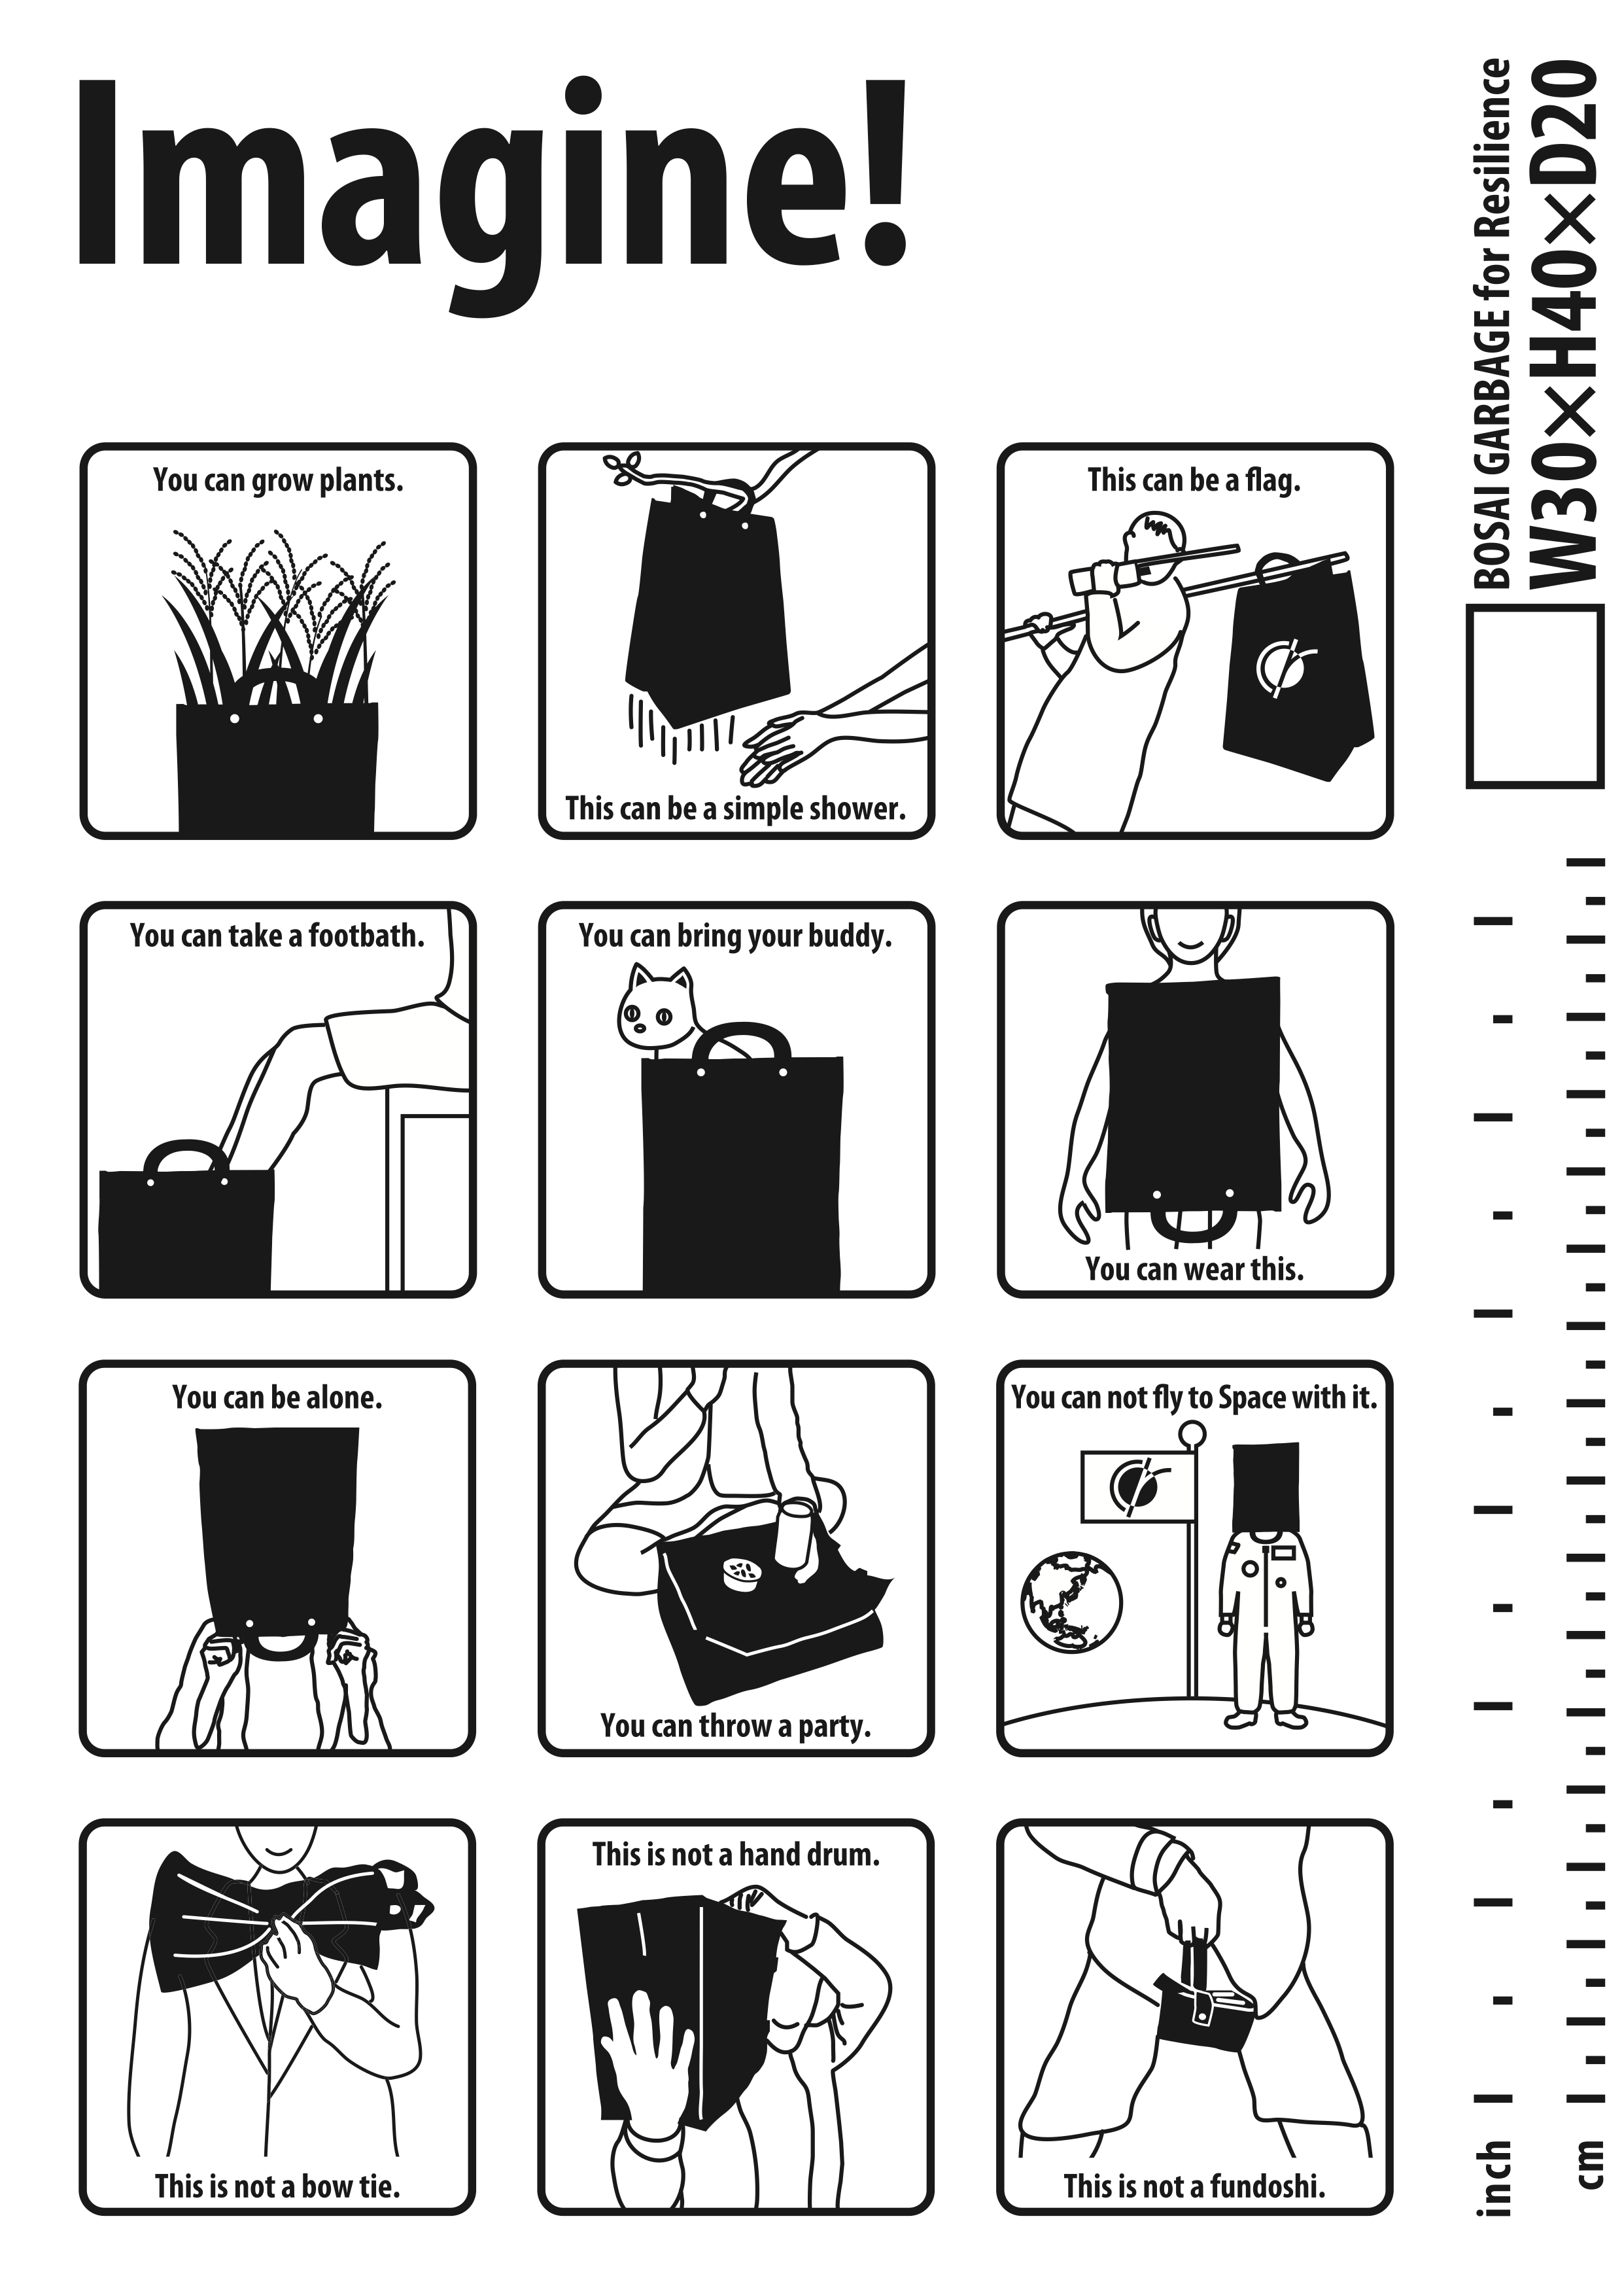 Imagine!
BOSAI GARBAGE for Resilience
W30×H40×D20
You can grow plants.
This can be a simple shower.
This can be a flag.
You can take a footbath.
You can bring your buddy.
You can wear this.
You can be alone.
You can throw a party.
You can not fly to Space with it.
This is not a bow tie.
This is not a hand drum.
This is not a fundoshi.
inch
cm